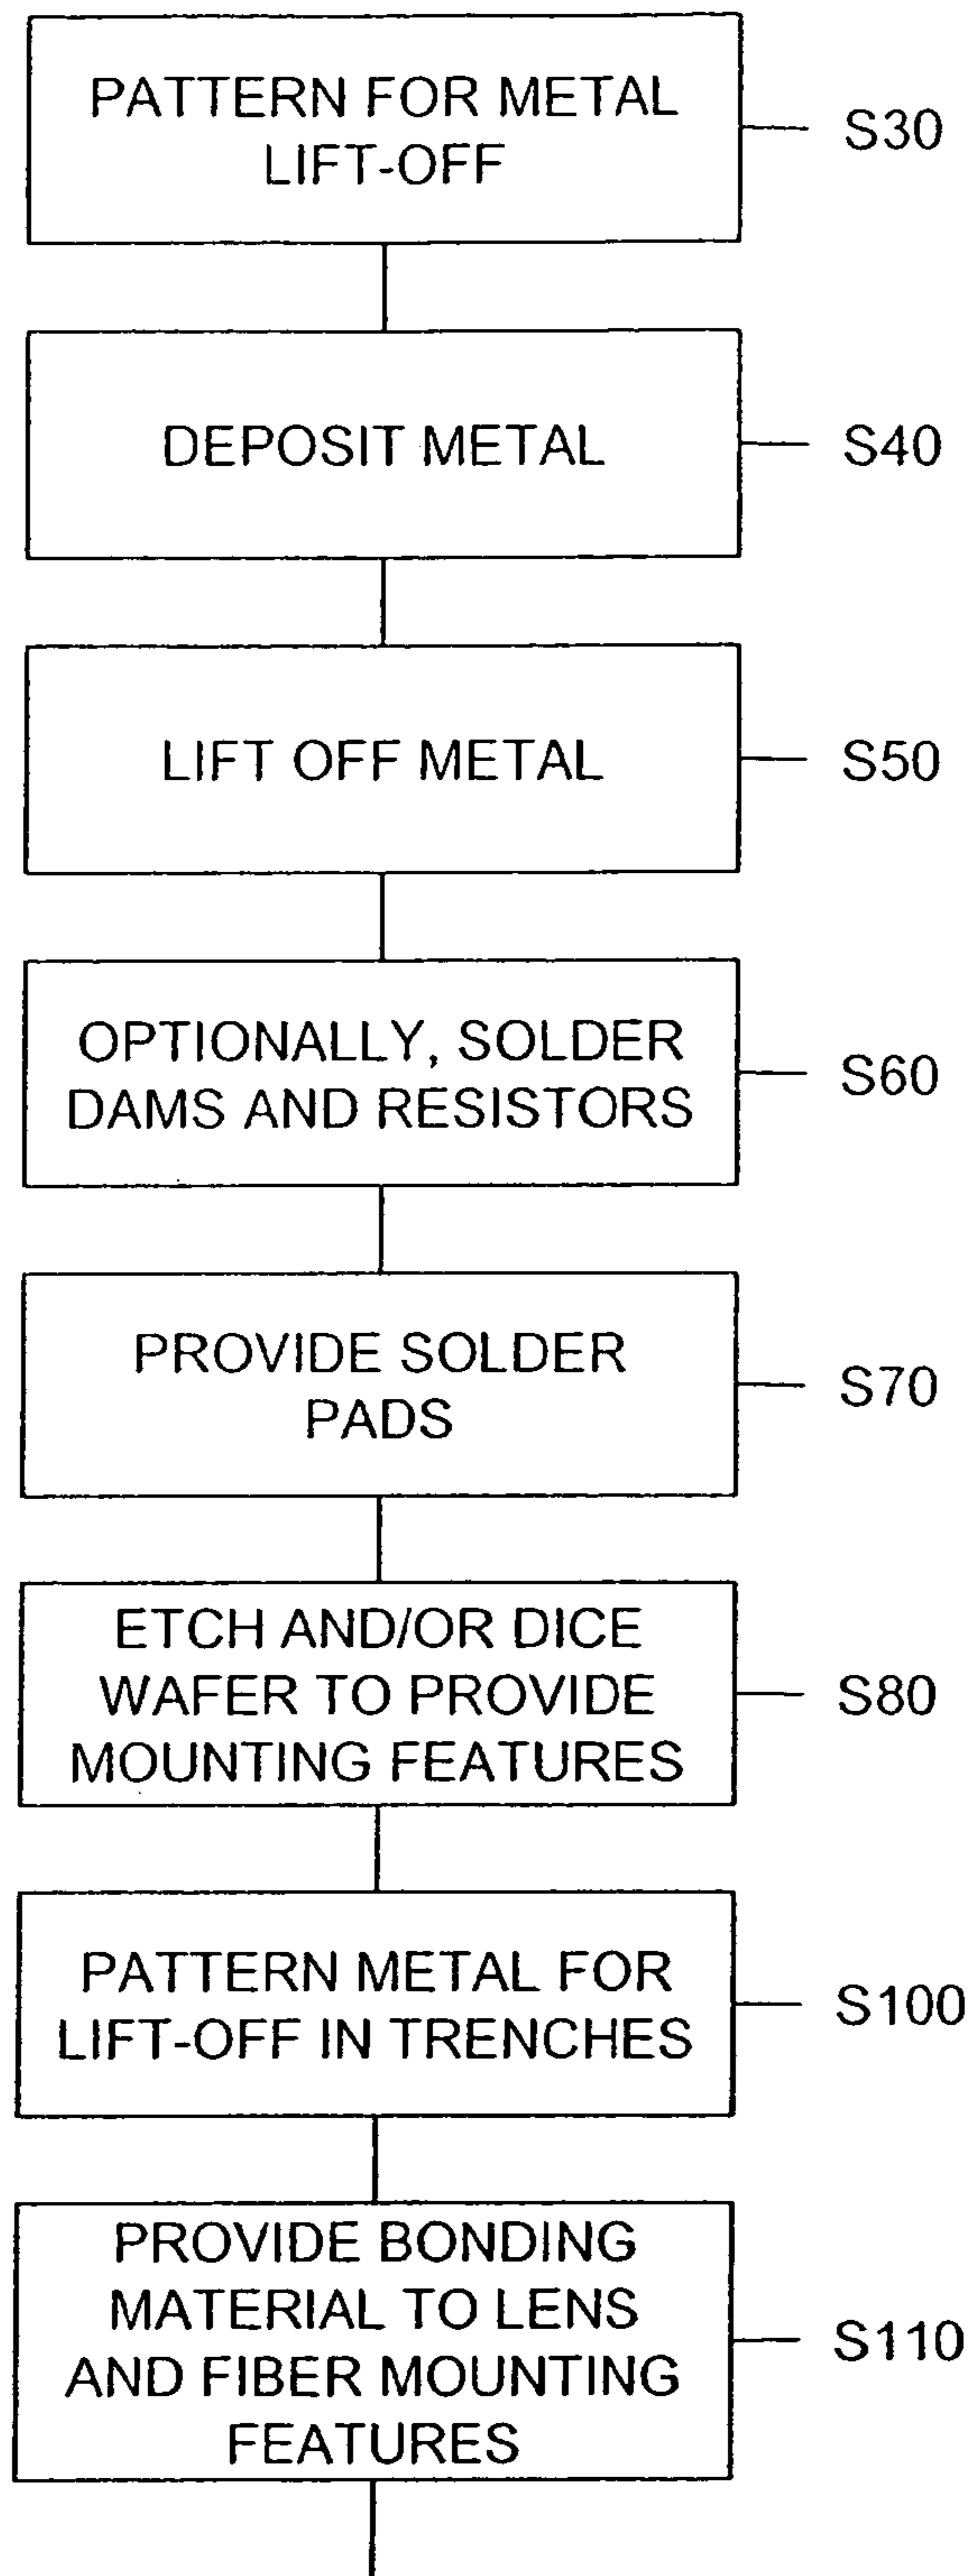 PATTERN FOR METAL
LIFT-OFF
S30
DEPOSIT METAL
S40
LIFT OFF METAL
S50
OPTIONALLY, SOLDER
DAMS AND RESISTORS
S60
PROVIDE SOLDER
PADS
S70
ETCH AND/OR DICE
WAFER TO PROVIDE
MOUNTING FEATURES
S80
PATTERN METAL FOR
LIFT-OFF IN TRENCHES
S100
PROVIDE BONDING
MATERIAL TO LENS
AND FIBER MOUNTING
FEATURES
S110